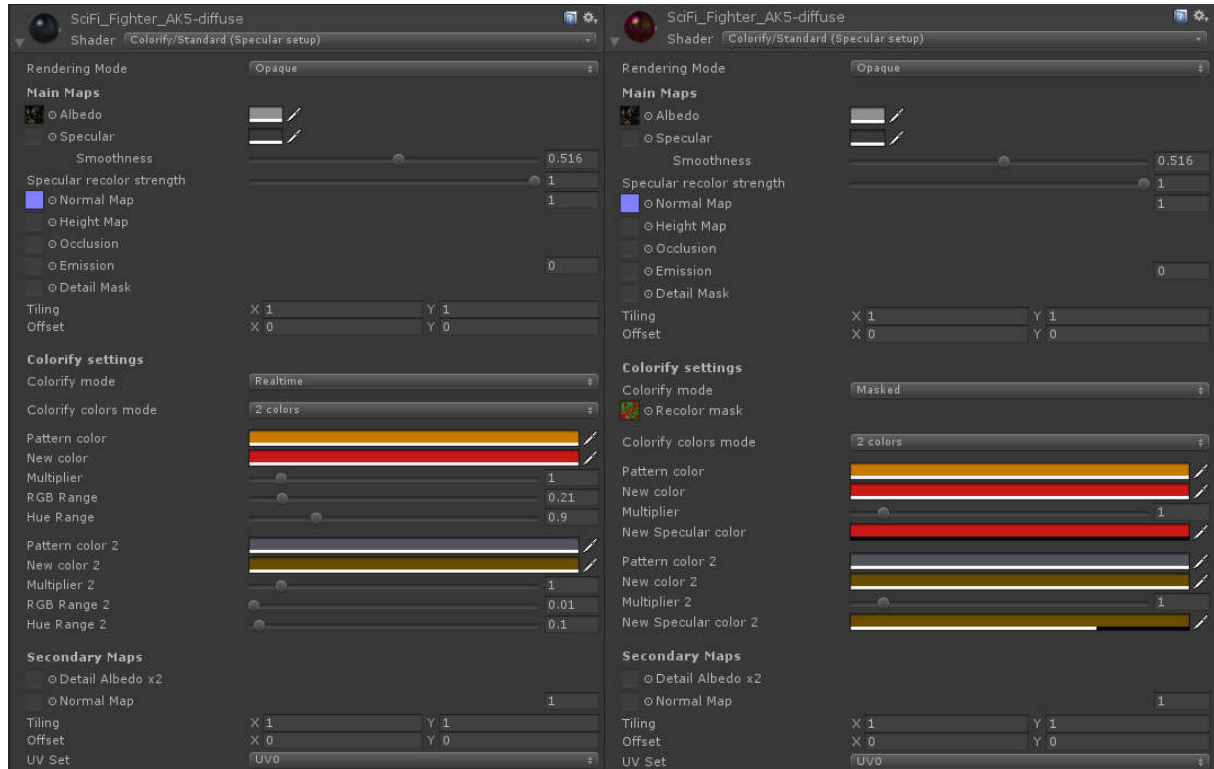 SciFi_Fighter_AK5-diffuse
Shader Colorify/Standard (Specular setup)
Rendering Mode Opaque
Main Maps
Albedo
Specular
Smoothness 0.516
Specular recolor strength 1
Normal Map 1
Height Map
Occlusion
Emission 0
Detail Mask
Tiling X 1 Y 1
Offset X 0 Y 0
Colorify settings
Colorify mode Realtime
Colorify colors mode 2 colors
Pattern color
New color
Multiplier 1
RGB Range 0.21
Hue Range 0.9
Pattern color 2
New color 2
Multiplier 2 1
RGB Range 2 0.01
Hue Range 2 0.1
Secondary Maps
Detail Albedo x2
Normal Map 1
Tiling X 1 Y 1
Offset X 0 Y 0
UV Set UV0
SciFi_Fighter_AK5-diffuse
Shader Colorify/Standard (Specular setup)
Rendering Mode Opaque
Main Maps
Albedo
Specular
Smoothness 0.516
Specular recolor strength 1
Normal Map 1
Height Map
Occlusion
Emission 0
Detail Mask
Tiling X 1 Y 1
Offset X 0 Y 0
Colorify settings
Colorify mode Masked
Recolor mask
Colorify colors mode 2 colors
Pattern color
New color
Multiplier 1
New Specular color
Pattern color 2
New color 2
Multiplier 2 1
New Specular color 2
Secondary Maps
Detail Albedo x2
Normal Map 1
Tiling X 1 Y 1
Offset X 0 Y 0
UV Set UV0